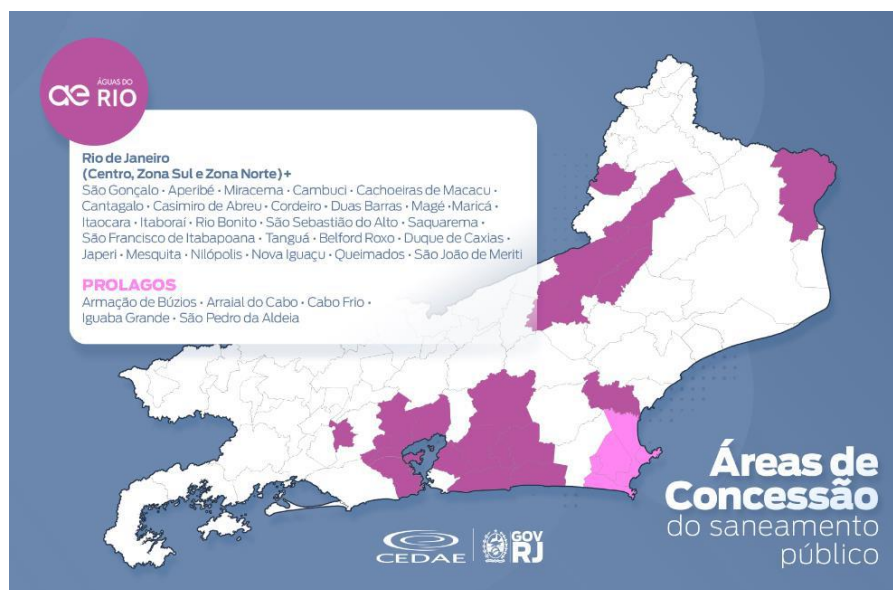 ae ÁGUAS DO
RIO
Rio de Janeiro
(Centro, Zona Sul e Zona Norte) +
São Gonçalo · Aperibé · Miracema · Cambuci · Cachoeiras de Macacu ·
Cantagalo · Casimiro de Abreu · Cordeiro · Duas Barras · Magé · Maricá ·
Itaocara · Itaboraí · Rio Bonito · São Sebastião do Alto · Saquarema ·
São Francisco de Itabapoana · Tanguá · Belford Roxo · Duque de Caxias ·
Japeri · Mesquita · Nilópolis · Nova Iguaçu · Queimados · São João de Meriti
PROLAGOS
Armação de Búzios · Arraial do Cabo · Cabo Frio ·
Iguaba Grande · São Pedro da Aldeia
Áreas de
Concessão
do saneamento
público
CEDAE
GOV
RJ